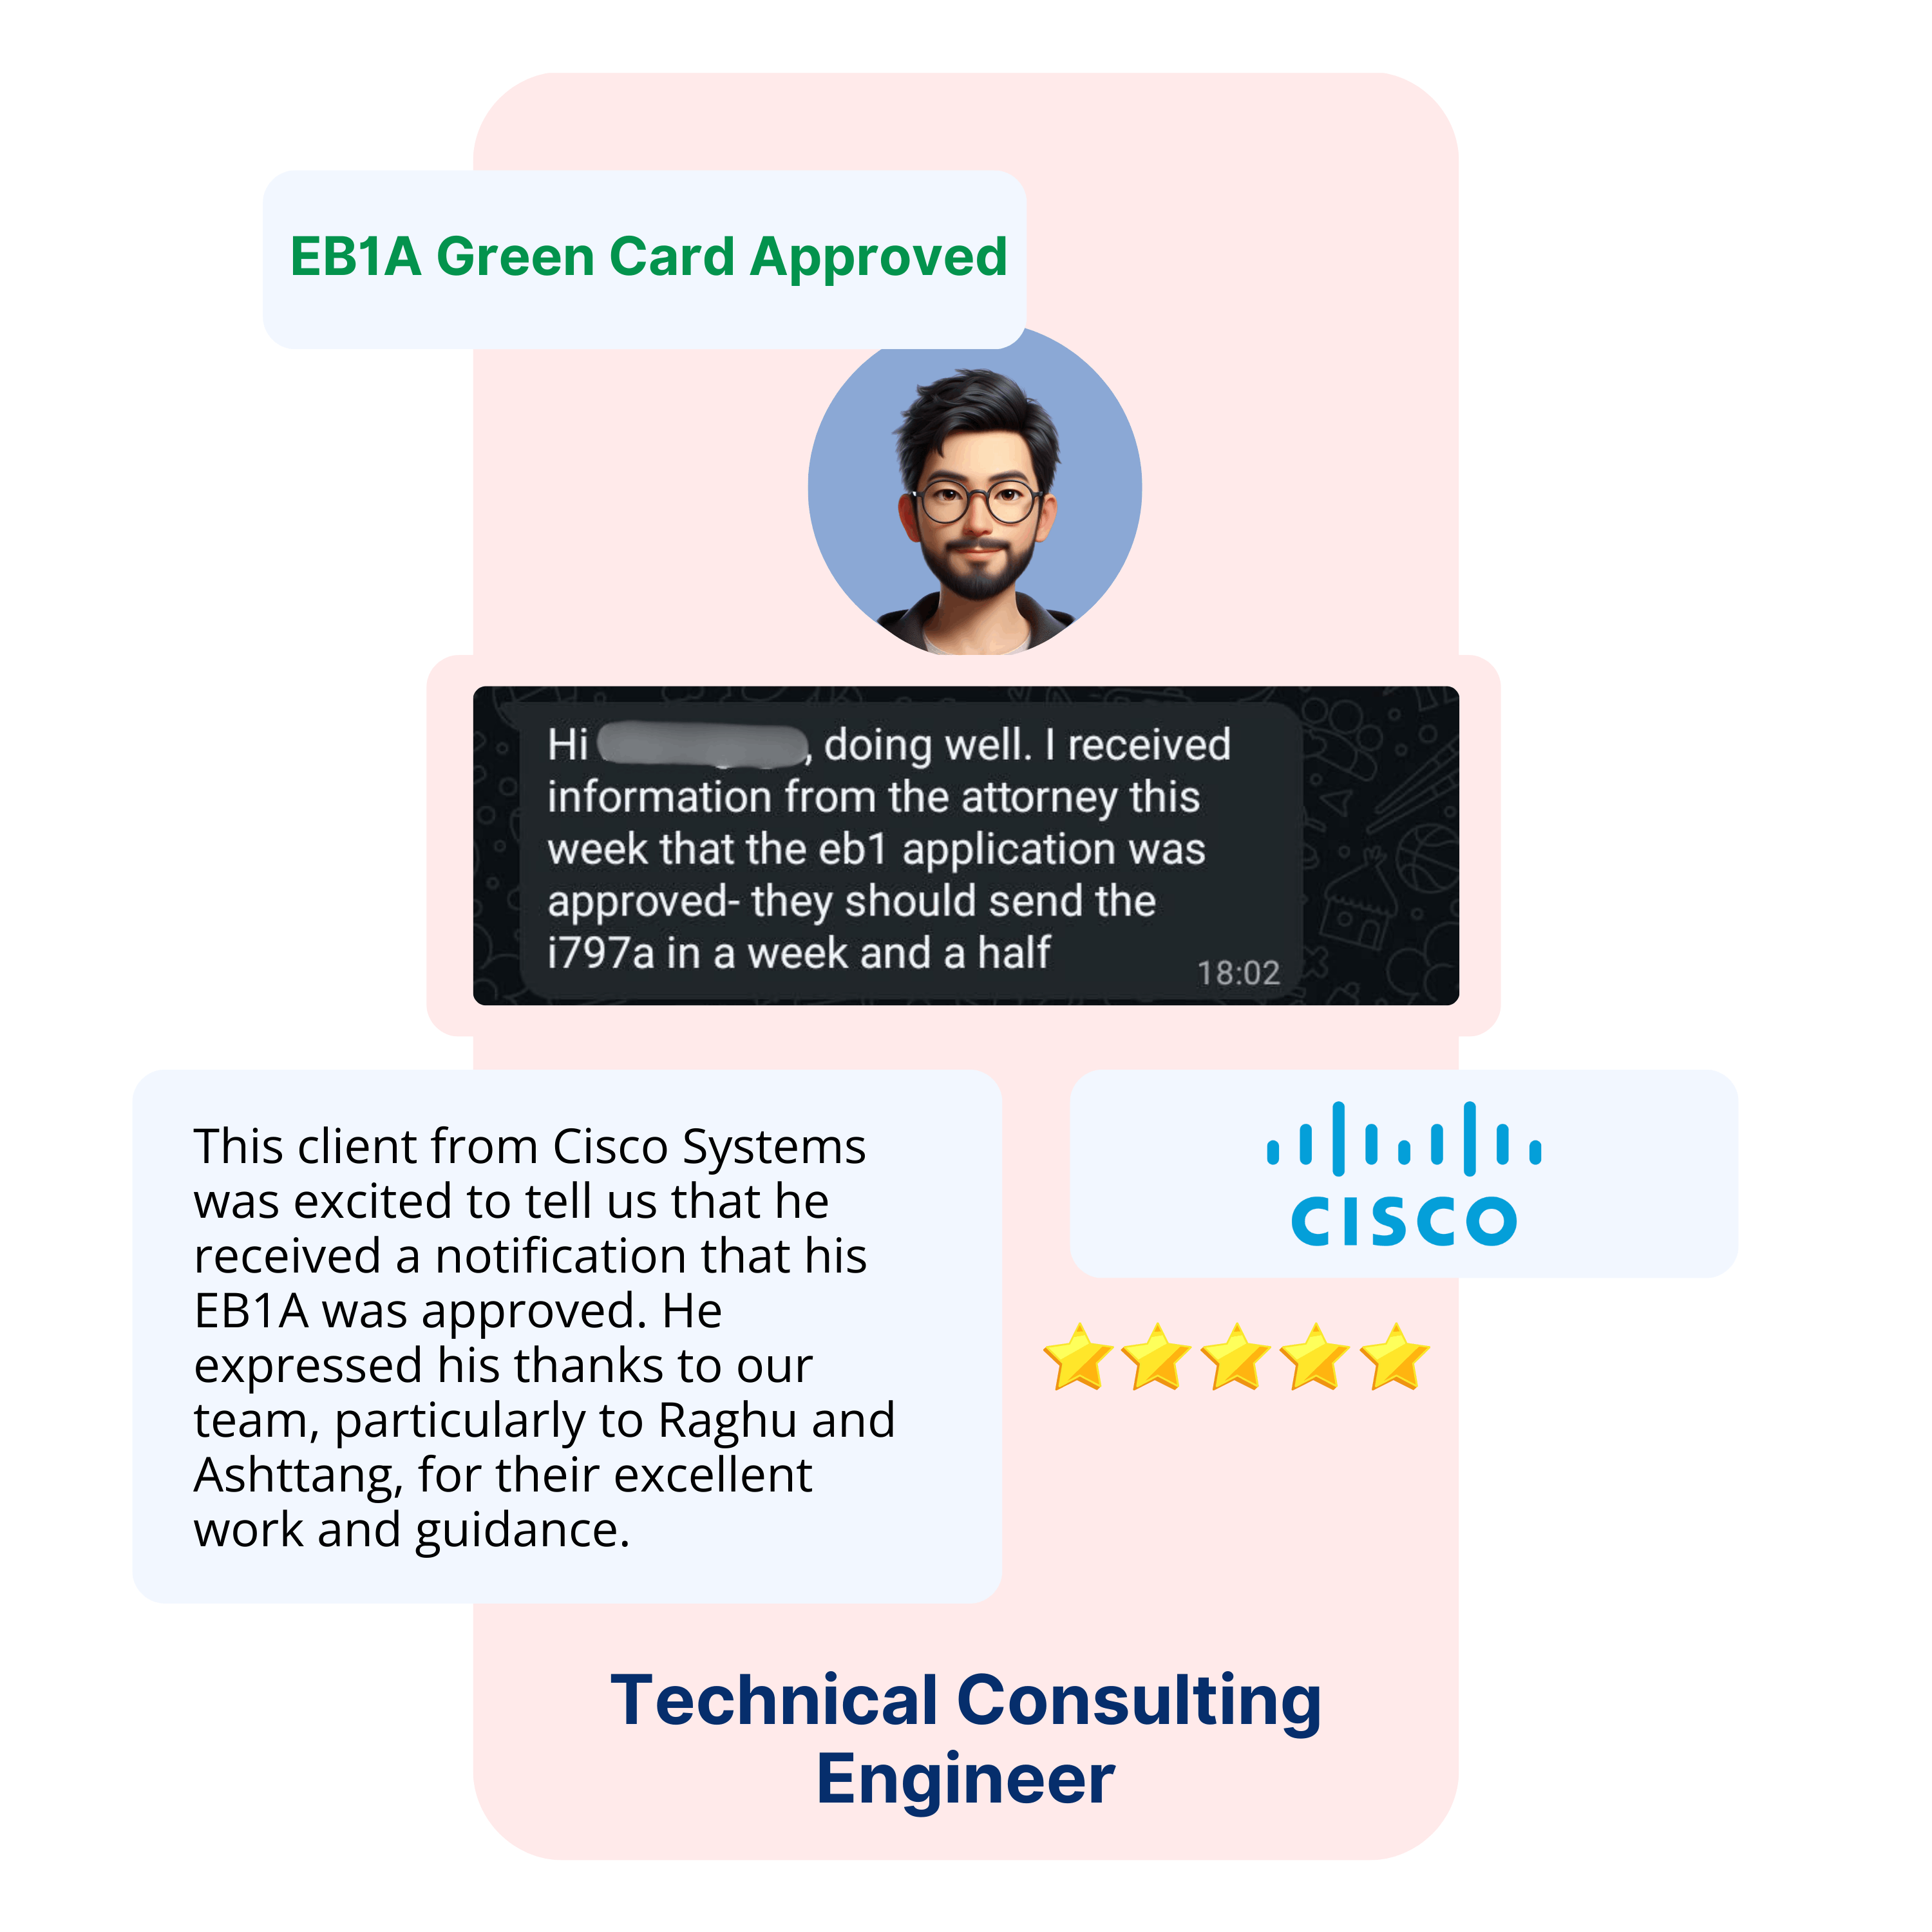 EB1A Green Card Approved
Hi , doing well. I received
information from the attorney this
week that the eb1 application was
approved- they should send the
i797a in a week and a half
18:02
This client from Cisco Systems
was excited to tell us that he
received a notification that his
EB1A was approved. He
expressed his thanks to our
team, particularly to Raghu and
Ashttang, for their excellent
work and guidance.
CISCO
Technical Consulting
Engineer